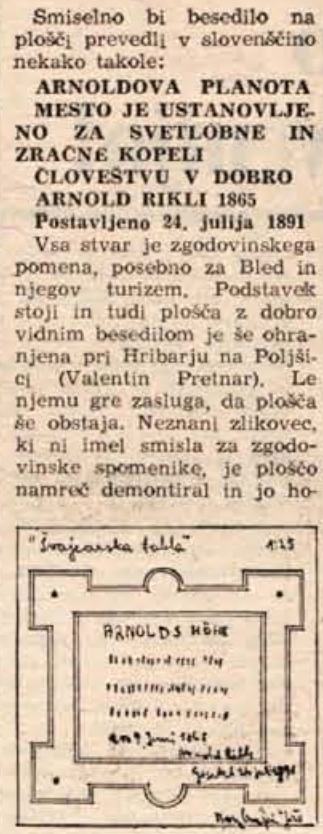 Smiselno bi besedilo na
plošči prevedli v slovenščino
nekako takole:
ARNOLDOVA PLANOTA
MESTO JE USTANOVLJE-
NO ZA SVETLOBNE IN
ZRAČNE KOPELI
ČLOVEŠTVU V DOBRO
ARNOLD RIKLI 1865
Postavljeno 24. julija 1891
Vsa stvar je zgodovinskega
pomena, posebno za Bled in
njegov turizem. Podstavek
stoji in tudi plošča z dobro
vidnim besedilom je še ohra-
njena pri Hribarju na Poljši-
ci (Valentin Pretnar). Le
njemu gre zasluga, da plošča
še obstaja. Neznani zlikovec,
ki ni imel smisla za zgodo-
vinske spomenike, je ploščo
namreč demontiral in jo ho-
"Švajcarska tabla" 1:25
ARNOLDS HÖHE